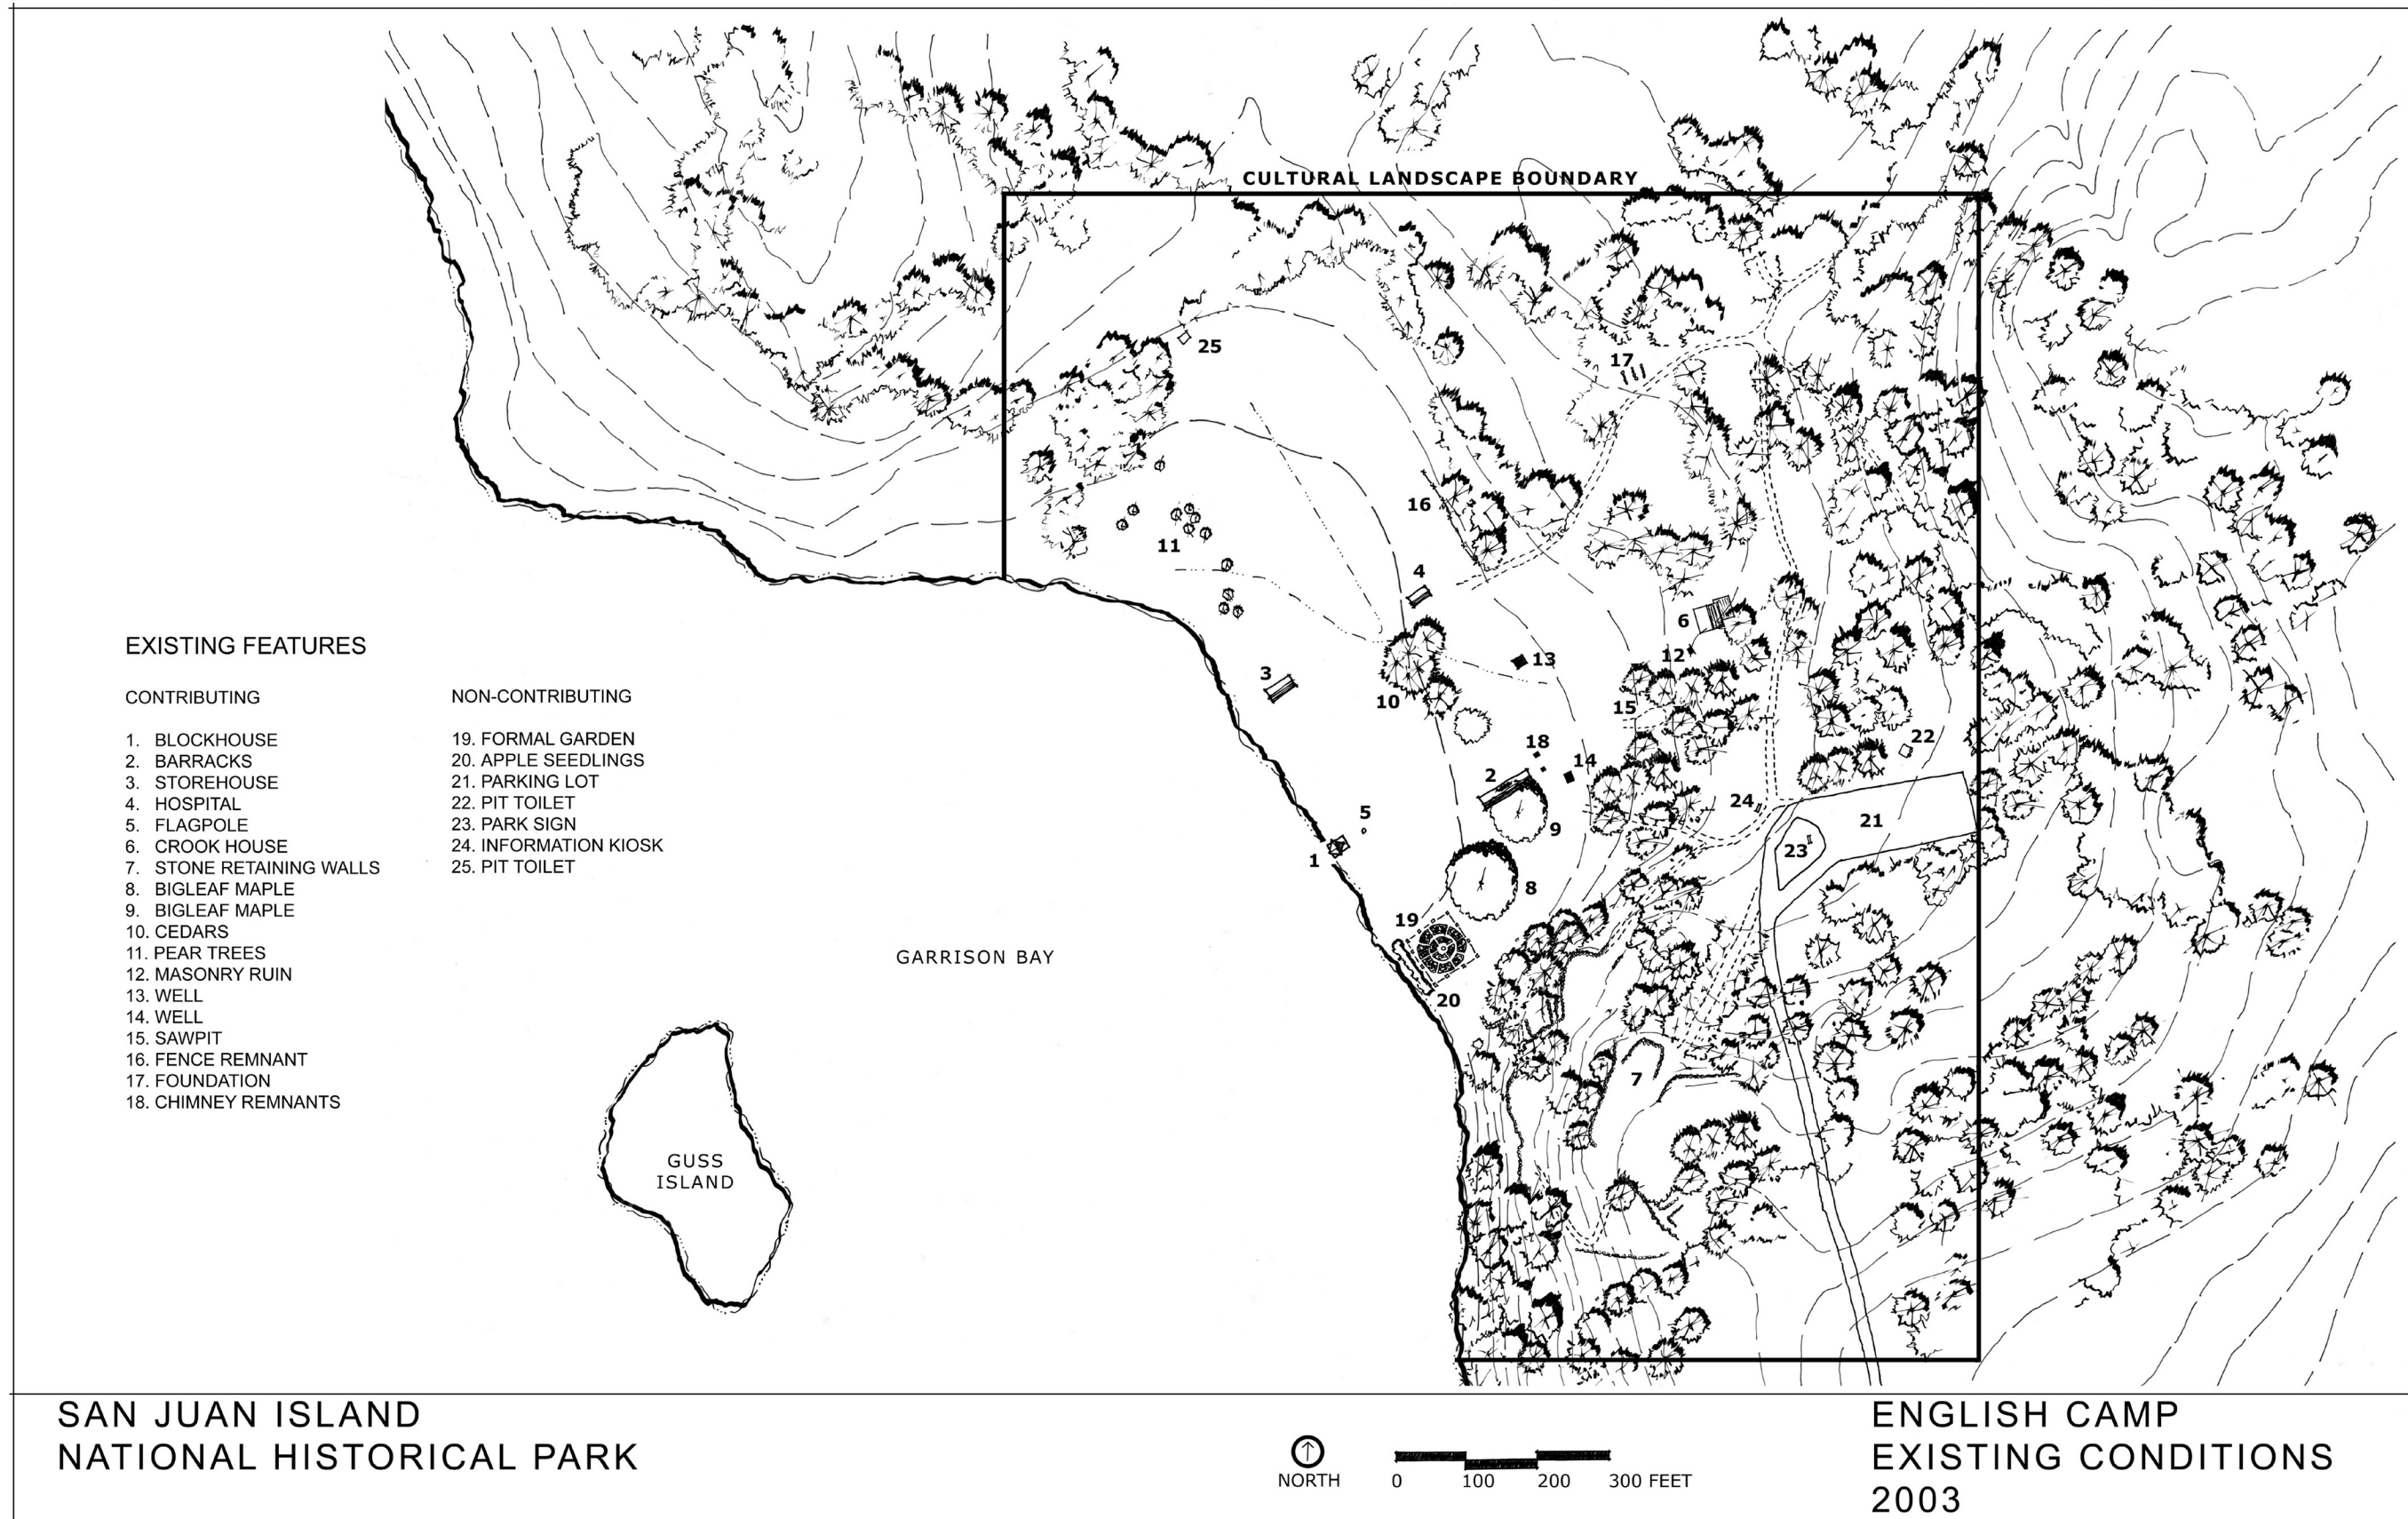 CULTURAL LANDSCAPE BOUNDARY
25
17
11
16
4
6
12
13
3
10
15
18
2
14
22
5
24
9
21
1
23
8
19
20
7
EXISTING FEATURES
CONTRIBUTING
1. BLOCKHOUSE
2. BARRACKS
3. STOREHOUSE
4. HOSPITAL
5. FLAGPOLE
6. CROOK HOUSE
7. STONE RETAINING WALLS
8. BIGLEAF MAPLE
9. BIGLEAF MAPLE
10. CEDARS
11. PEAR TREES
12. MASONRY RUIN
13. WELL
14. WELL
15. SAWPIT
16. FENCE REMNANT
17. FOUNDATION
18. CHIMNEY REMNANTS
NON-CONTRIBUTING
19. FORMAL GARDEN
20. APPLE SEEDLINGS
21. PARKING LOT
22. PIT TOILET
23. PARK SIGN
24. INFORMATION KIOSK
25. PIT TOILET
GARRISON BAY
GUSS
ISLAND
SAN JUAN ISLAND
NATIONAL HISTORICAL PARK
NORTH
0 100 200 300 FEET
ENGLISH CAMP
EXISTING CONDITIONS
2003